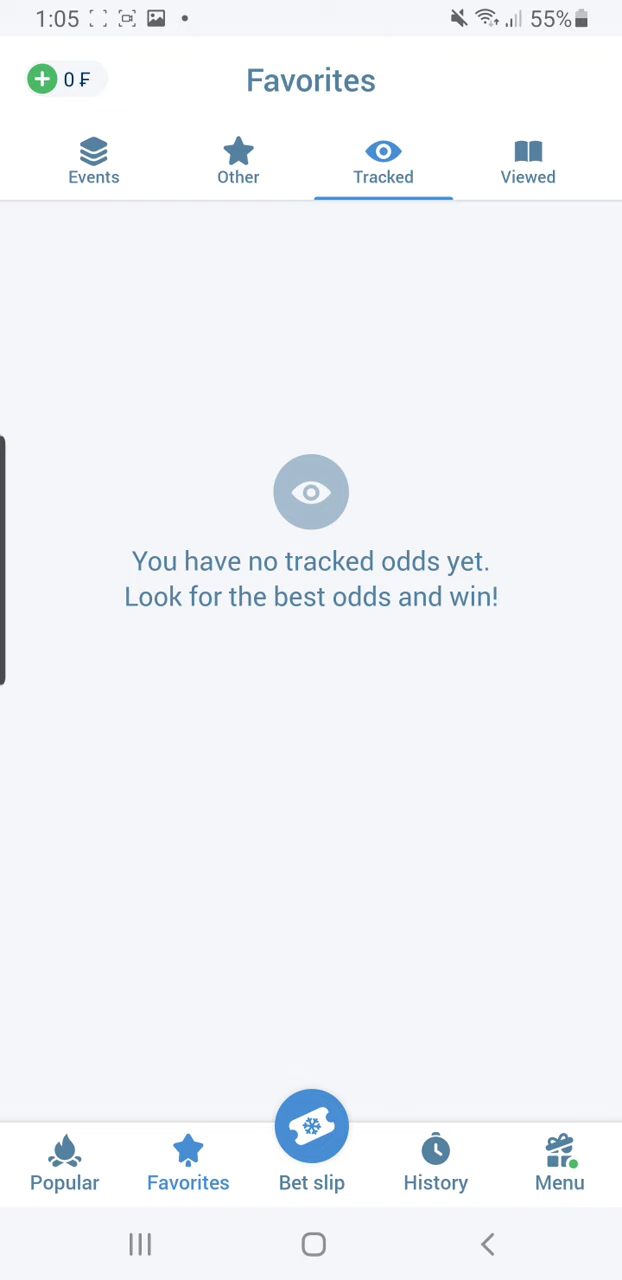 1:05
55%
0 ₣
Favorites
Events
Other
Tracked
Viewed
You have no tracked odds yet.
Look for the best odds and win!
Popular
Favorites
Bet slip
History
Menu